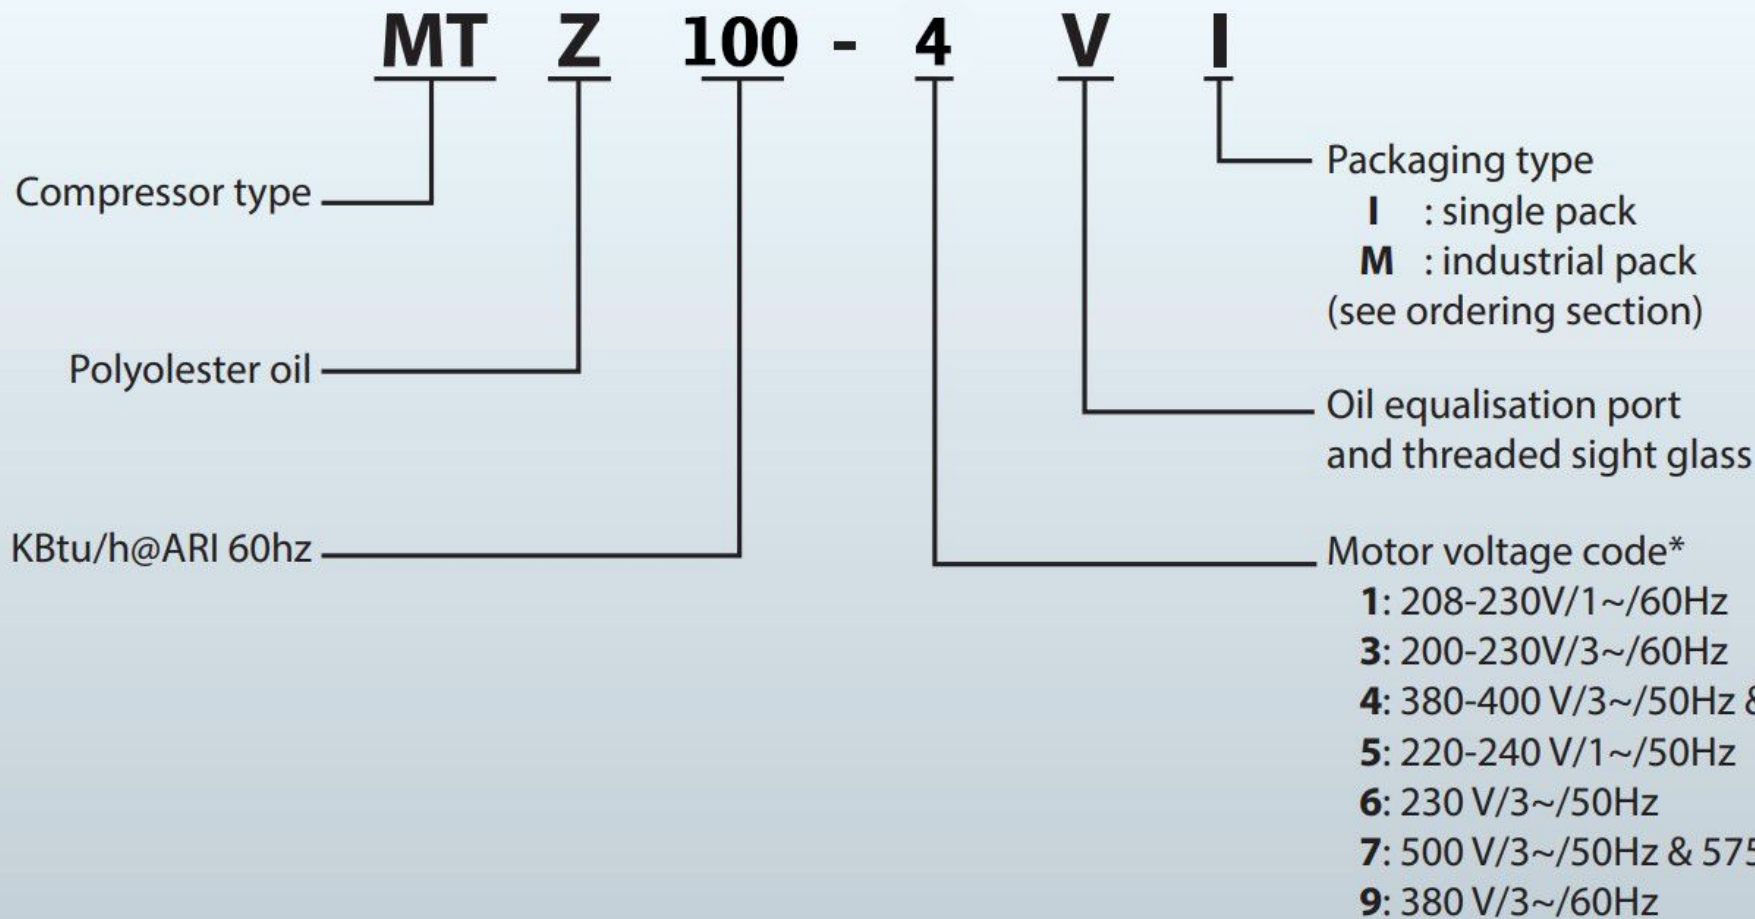 MT Z 100 - 4 V I
Compressor type
Polyolester oil
KBtu/h@ARI 60hz
Packaging type
I : single pack
M : industrial pack
(see ordering section)
Oil equalisation port
and threaded sight glass
Motor voltage code*
1: 208-230V/1~/60Hz
3: 200-230V/3~/60Hz
4: 380-400 V/3~/50Hz &
5: 220-240 V/1~/50Hz
6: 230 V/3~/50Hz
7: 500 V/3~/50Hz & 575
9: 380 V/3~/60Hz